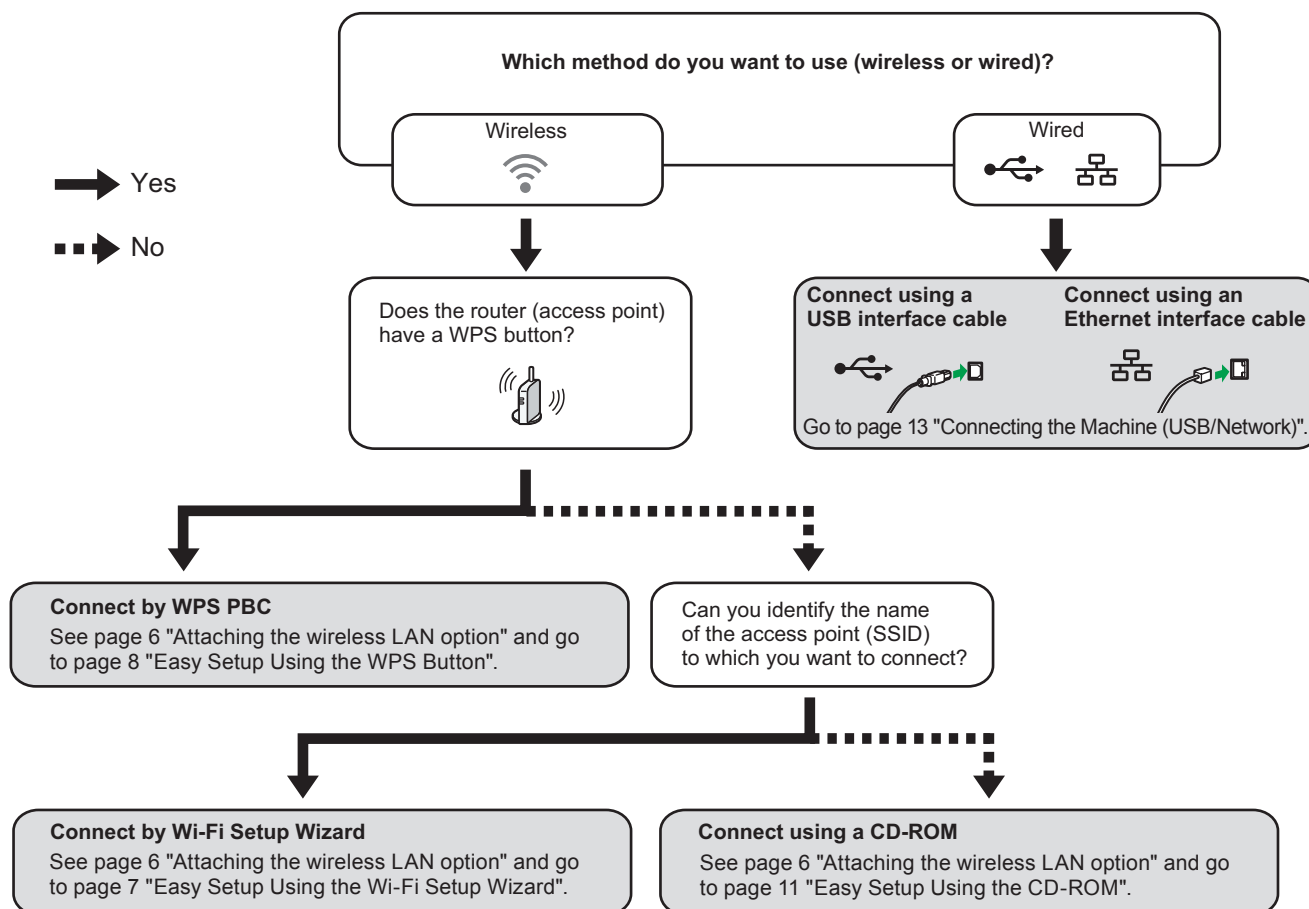 Which method do you want to use (wireless or wired)?
Wireless
Wired
Yes
No
Does the router (access point)
have a WPS button?
Connect using a
USB interface cable
Connect using an
Ethernet interface cable
Go to page 13 "Connecting the Machine (USB/Network)".
Connect by WPS PBC
See page 6 "Attaching the wireless LAN option" and go
to page 8 "Easy Setup Using the WPS Button".
Can you identify the name
of the access point (SSID)
to which you want to connect?
Connect by Wi-Fi Setup Wizard
See page 6 "Attaching the wireless LAN option" and go
to page 7 "Easy Setup Using the Wi-Fi Setup Wizard".
Connect using a CD-ROM
See page 6 "Attaching the wireless LAN option" and go
to page 11 "Easy Setup Using the CD-ROM".